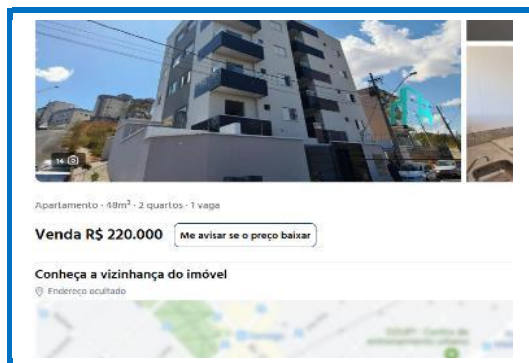 14
Apartamento · 48m² · 2 quartos · 1 vaga
Venda R$ 220.000 Me avisar se o preço baixar
Conheça a vizinhança do imóvel
Endereço ocultado